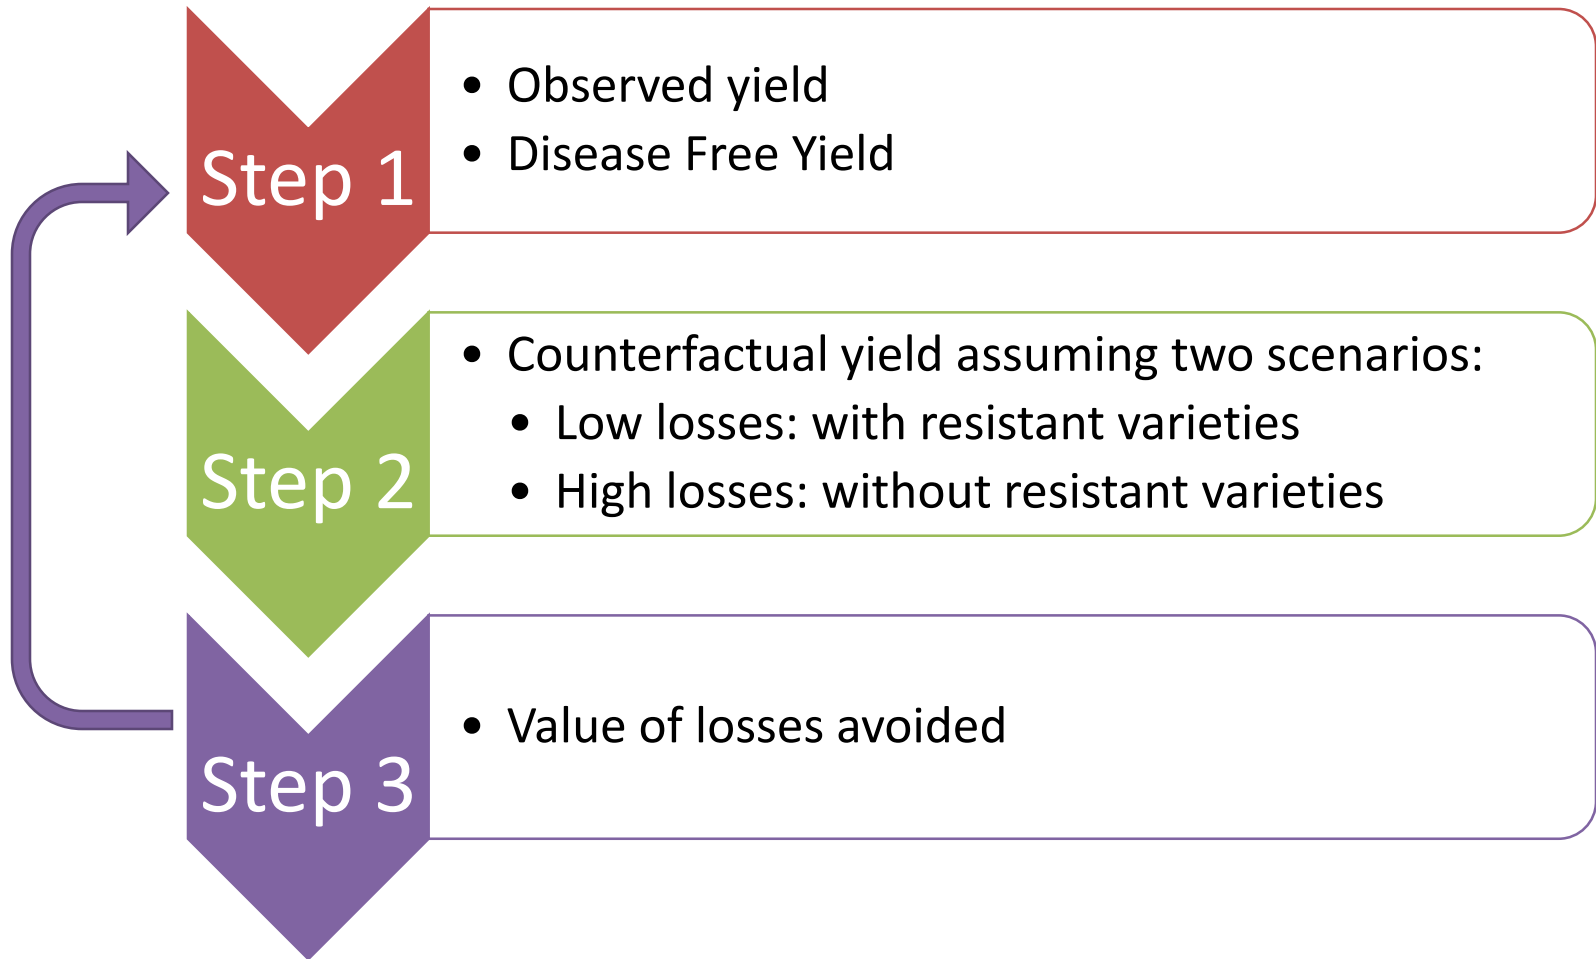 Step 1
• Observed yield
• Disease Free Yield
Step 2
• Counterfactual yield assuming two scenarios:
• Low losses: with resistant varieties
• High losses: without resistant varieties
Step 3
• Value of losses avoided